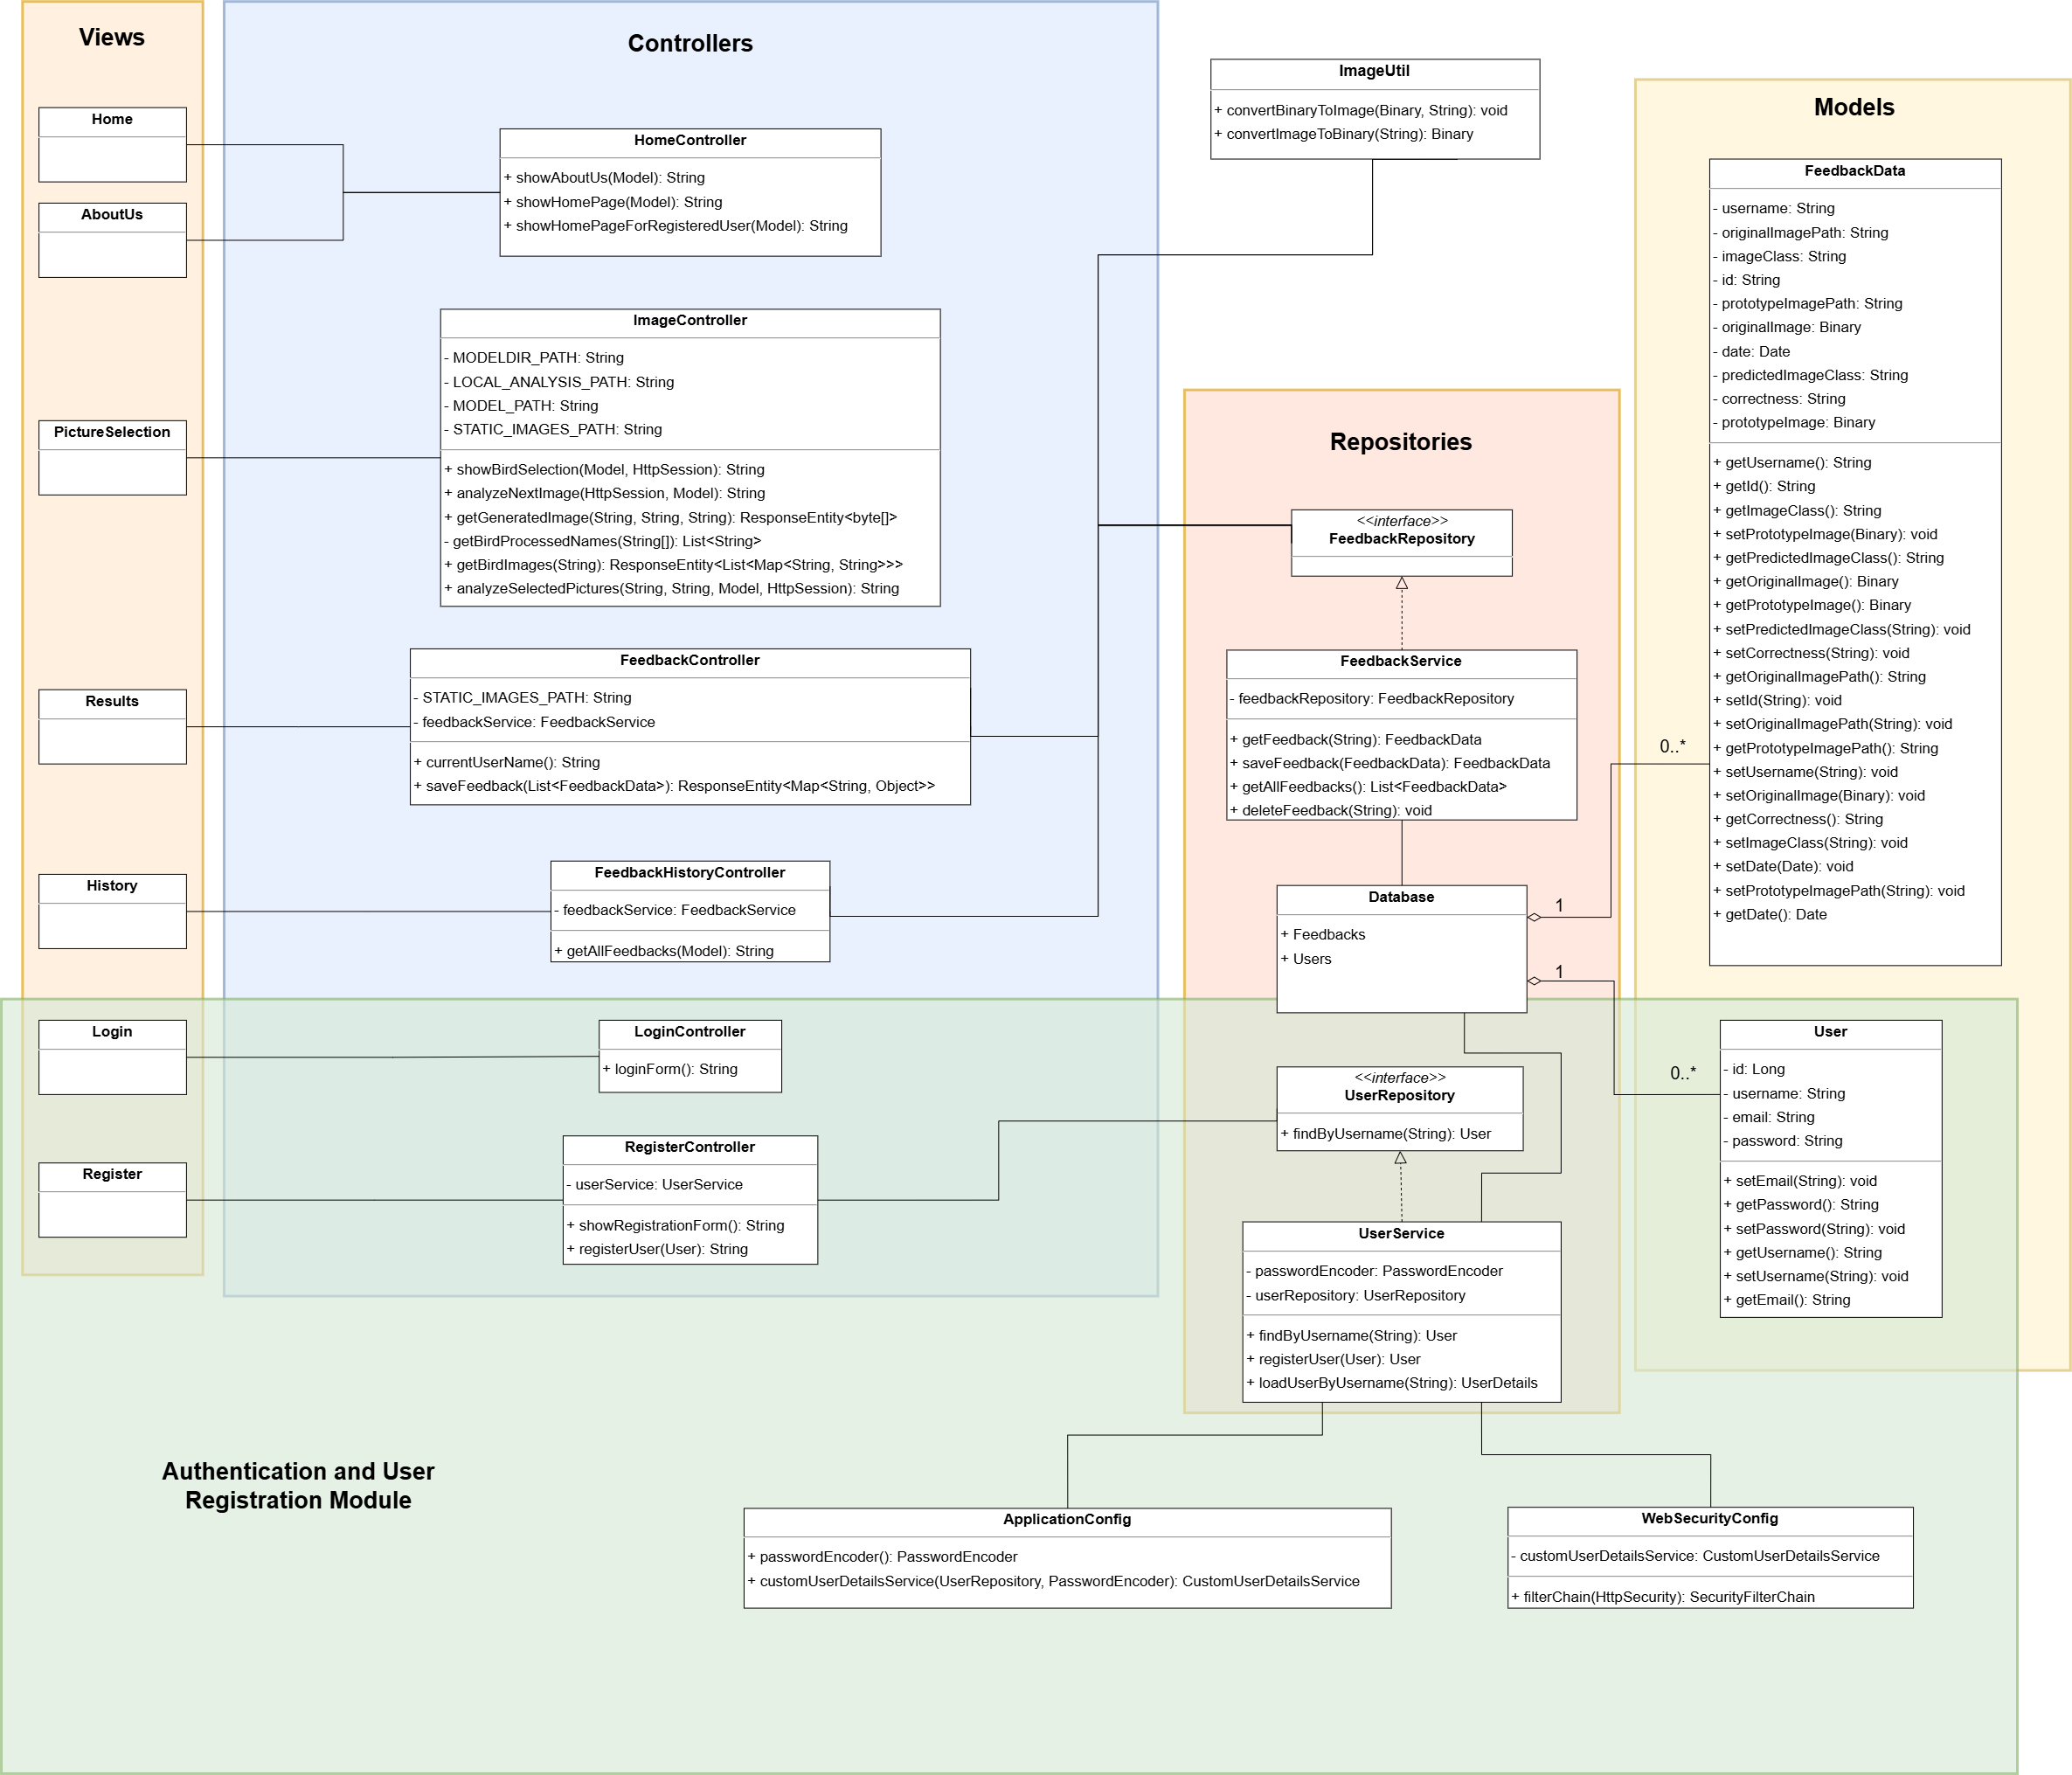 Views
Home
AboutUs
PictureSelection
Results
History
Login
Register
Controllers
HomeController
+ showAboutUs(Model): String
+ showHomePage(Model): String
+ showHomePageForRegisteredUser(Model): String
ImageController
- MODELDIR_PATH: String
- LOCAL_ANALYSIS_PATH: String
- MODEL_PATH: String
- STATIC_IMAGES_PATH: String
+ showBirdSelection(Model, HttpSession): String
+ analyzeNextImage(HttpSession, Model): String
+ getGeneratedImage(String, String, String): ResponseEntity<byte[]>
- getBirdProcessedNames(String[]): List<String>
+ getBirdImages(String): ResponseEntity<List<Map<String, String>>>
+ analyzeSelectedPictures(String, String, Model, HttpSession): String
FeedbackController
- STATIC_IMAGES_PATH: String
- feedbackService: FeedbackService
+ currentUserName(): String
+ saveFeedback(List<FeedbackData>): ResponseEntity<Map<String, Object>>
FeedbackHistoryController
- feedbackService: FeedbackService
+ getAllFeedbacks(Model): String
LoginController
+ loginForm(): String
RegisterController
- userService: UserService
+ showRegistrationForm(): String
+ registerUser(User): String
ImageUtil
+ convertBinaryToImage(Binary, String): void
+ convertImageToBinary(String): Binary
Repositories
<<interface>>
FeedbackRepository
FeedbackService
- feedbackRepository: FeedbackRepository
+ getFeedback(String): FeedbackData
+ saveFeedback(FeedbackData): FeedbackData
+ getAllFeedbacks(): List<FeedbackData>
+ deleteFeedback(String): void
Database
+ Feedbacks
+ Users
1
1
0..*
0..*
<<interface>>
UserRepository
+ findByUsername(String): User
UserService
- passwordEncoder: PasswordEncoder
- userRepository: UserRepository
+ findByUsername(String): User
+ registerUser(User): User
+ loadUserByUsername(String): UserDetails
Models
FeedbackData
- username: String
- originalImagePath: String
- imageClass: String
- id: String
- prototypeImagePath: String
- originalImage: Binary
- date: Date
- predictedImageClass: String
- correctness: String
- prototypeImage: Binary
+ getUsername(): String
+ getId(): String
+ getImageClass(): String
+ setPrototypeImage(Binary): void
+ getPredictedImageClass(): String
+ getOriginalImage(): Binary
+ getPrototypeImage(): Binary
+ setPredictedImageClass(String): void
+ setCorrectness(String): void
+ getOriginalImagePath(): String
+ setId(String): void
+ setOriginalImagePath(String): void
+ getPrototypeImagePath(): String
+ setUsername(String): void
+ setOriginalImage(Binary): void
+ getCorrectness(): String
+ setImageClass(String): void
+ setDate(Date): void
+ setPrototypeImagePath(String): void
+ getDate(): Date
User
- id: Long
- username: String
- email: String
- password: String
+ setEmail(String): void
+ getPassword(): String
+ setPassword(String): void
+ getUsername(): String
+ setUsername(String): void
+ getEmail(): String
Authentication and User
Registration Module
ApplicationConfig
+ passwordEncoder(): PasswordEncoder
+ customUserDetailsService(UserRepository, PasswordEncoder): CustomUserDetailsService
WebSecurityConfig
- customUserDetailsService: CustomUserDetailsService
+ filterChain(HttpSecurity): SecurityFilterChain